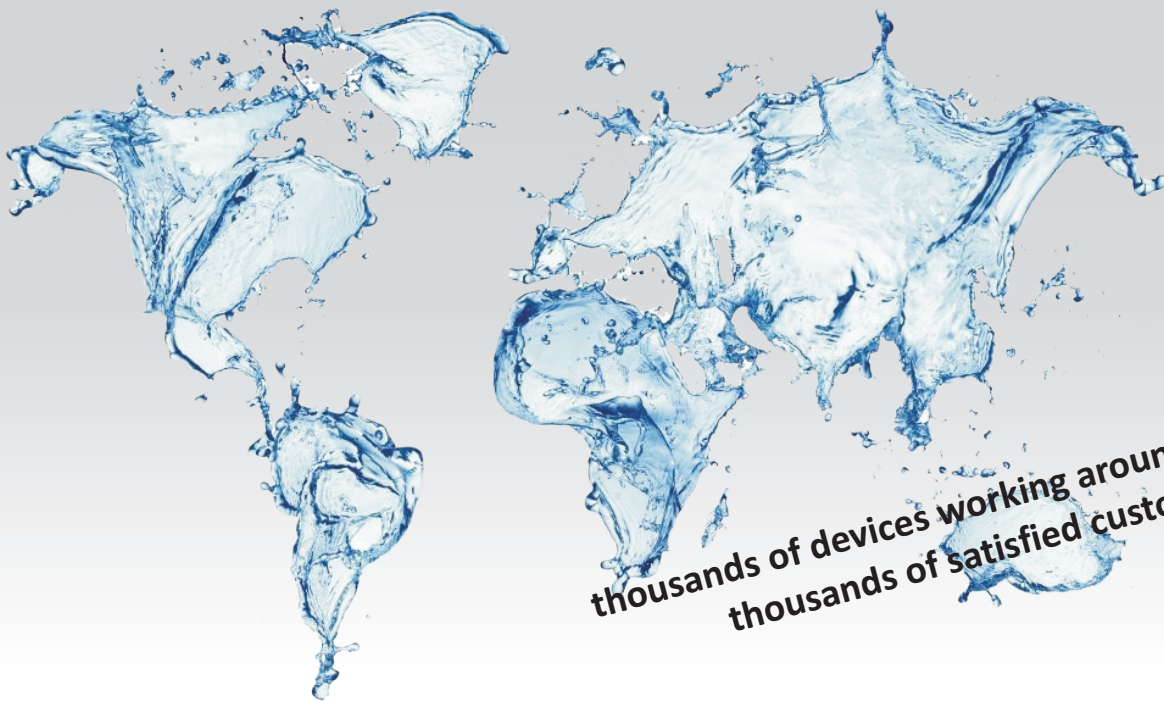 thousands of devices working aroun
thousands of satisfied custo